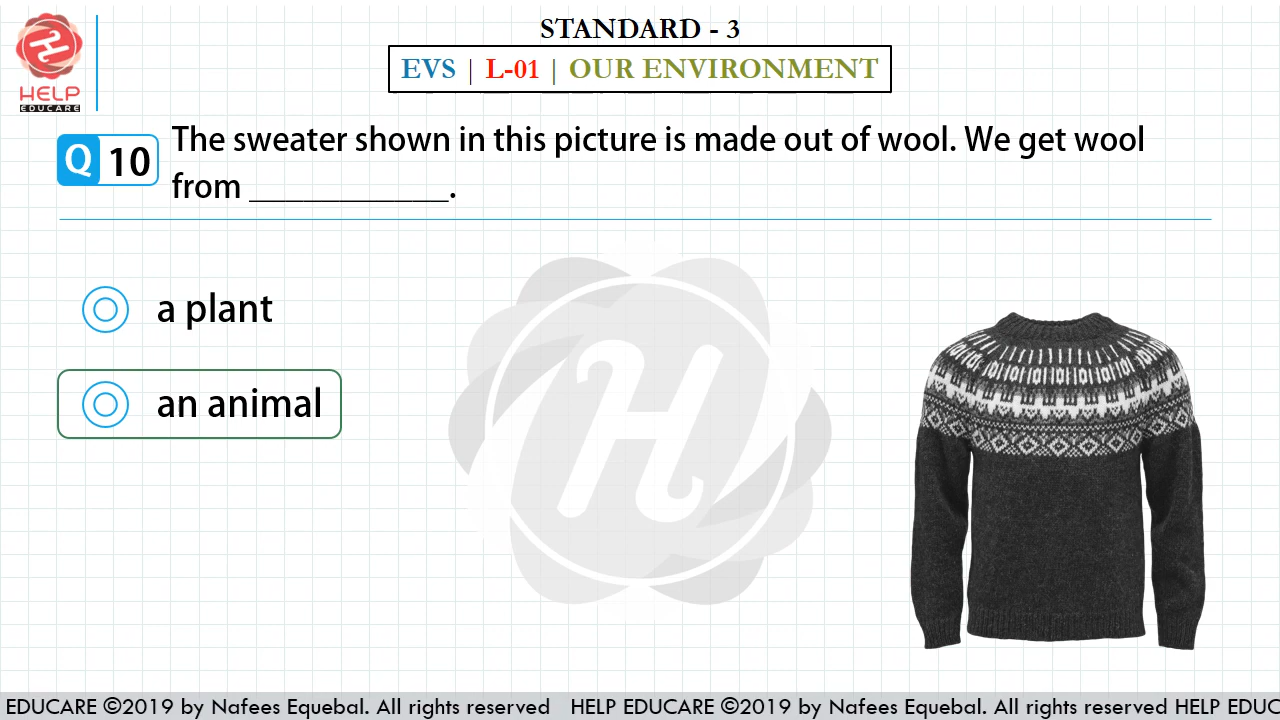 STANDARD - 3
HELP
EDUCARE
EVS | L-01 | OUR ENVIRONMENT
Q 10
The sweater shown in this picture is made out of wool. We get wool
from ____________.
a plant
an animal
H
EDUCARE ©2019 by Nafees Equebal. All rights reserved HELP EDUCARE ©2019 by Nafees Equebal. All rights reserved HELP EDUC